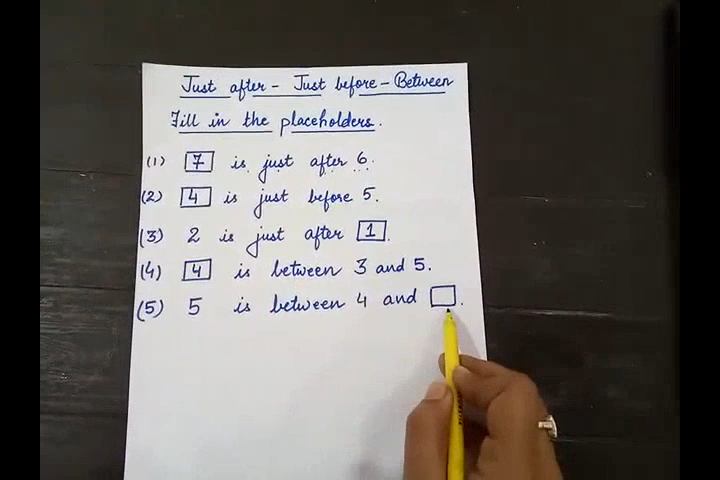 Just after - Just before - Between
Fill in the placeholders.
(1) 7 is just after 6.
(2) 4 is just before 5.
(3) 2 is just after 1.
(4) 4 is between 3 and 5.
(5) 5 is between 4 and .